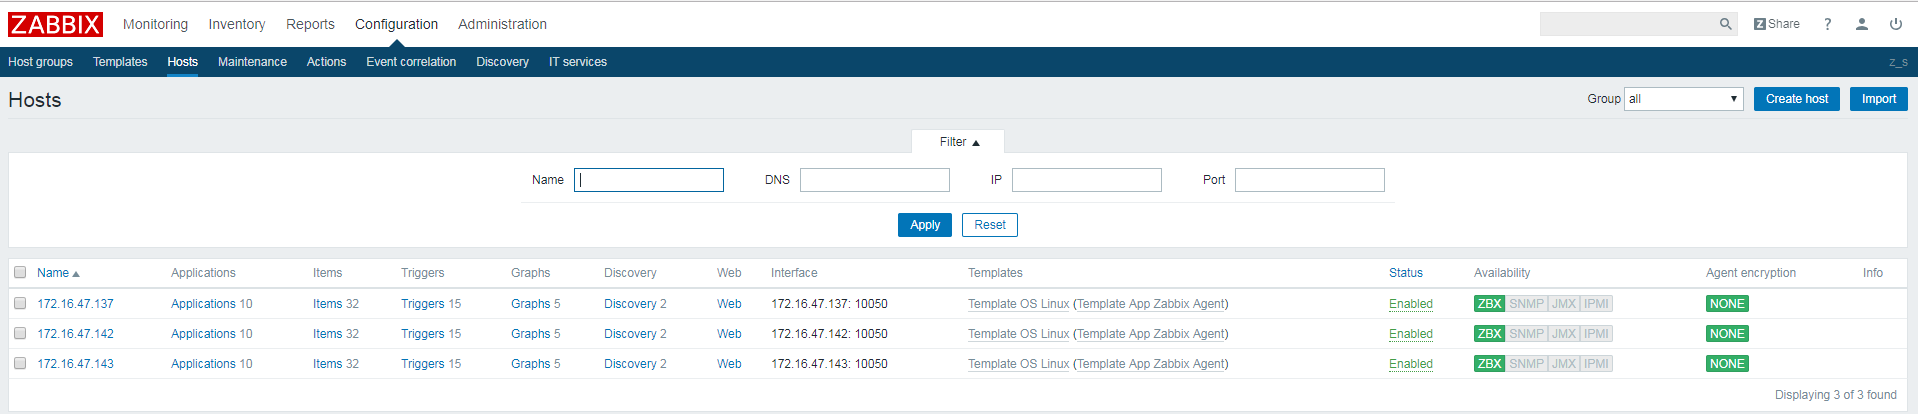 ZABBIX Monitoring Inventory Reports Configuration Administration Z Share ?
Host groups Templates Hosts Maintenance Actions Event correlation Discovery IT services z_s
Hosts Group all Create host Import
Filter
Name DNS IP Port
Apply Reset
Name Applications Items Triggers Graphs Discovery Web Interface Templates Status Availability Agent encryption Info
172.16.47.137 Applications 10 Items 32 Triggers 15 Graphs 5 Discovery 2 Web 172.16.47.137: 10050 Template OS Linux (Template App Zabbix Agent) Enabled ZBX SNMP JMX IPMI NONE
172.16.47.142 Applications 10 Items 32 Triggers 15 Graphs 5 Discovery 2 Web 172.16.47.142: 10050 Template OS Linux (Template App Zabbix Agent) Enabled ZBX SNMP JMX IPMI NONE
172.16.47.143 Applications 10 Items 32 Triggers 15 Graphs 5 Discovery 2 Web 172.16.47.143: 10050 Template OS Linux (Template App Zabbix Agent) Enabled ZBX SNMP JMX IPMI NONE
Displaying 3 of 3 found